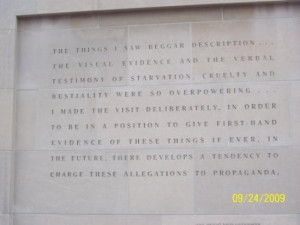 THE THINGS I SAW BEGGAR DESCRIPTION...
THE VISUAL EVIDENCE AND THE VERBAL
TESTIMONY OF STARVATION, CRUELTY AND
BESTIALITY WERE SO OVERPOWERING...
I MADE THE VISIT DELIBERATELY, IN ORDER
TO BE IN A POSITION TO GIVE FIRST-HAND
EVIDENCE OF THESE THINGS IF EVER, IN
THE FUTURE, THERE DEVELOPS A TENDENCY TO
CHARGE THESE ALLEGATIONS TO PROPAGANDA.
09/24/2009